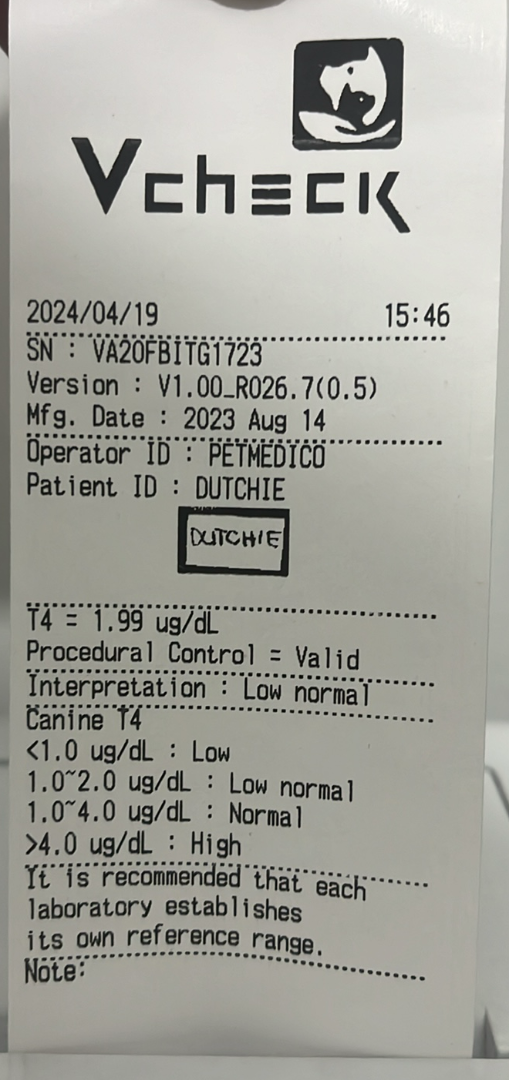 Vcheck
2024/04/19 15:46
SN : VA20FBITG1723
Version : V1.00_R026.7(0.5)
Mfg. Date : 2023 Aug 14
Operator ID : PETMEDICO
Patient ID : DUTCHIE
DUTCHIE
T4 = 1.99 ug/dL
Procedural Control = Valid
Interpretation : Low normal
Canine T4
<1.0 ug/dL : Low
1.0~2.0 ug/dL : Low normal
1.0~4.0 ug/dL : Normal
>4.0 ug/dL : High
It is recommended that each
laboratory establishes
its own reference range.
Note: